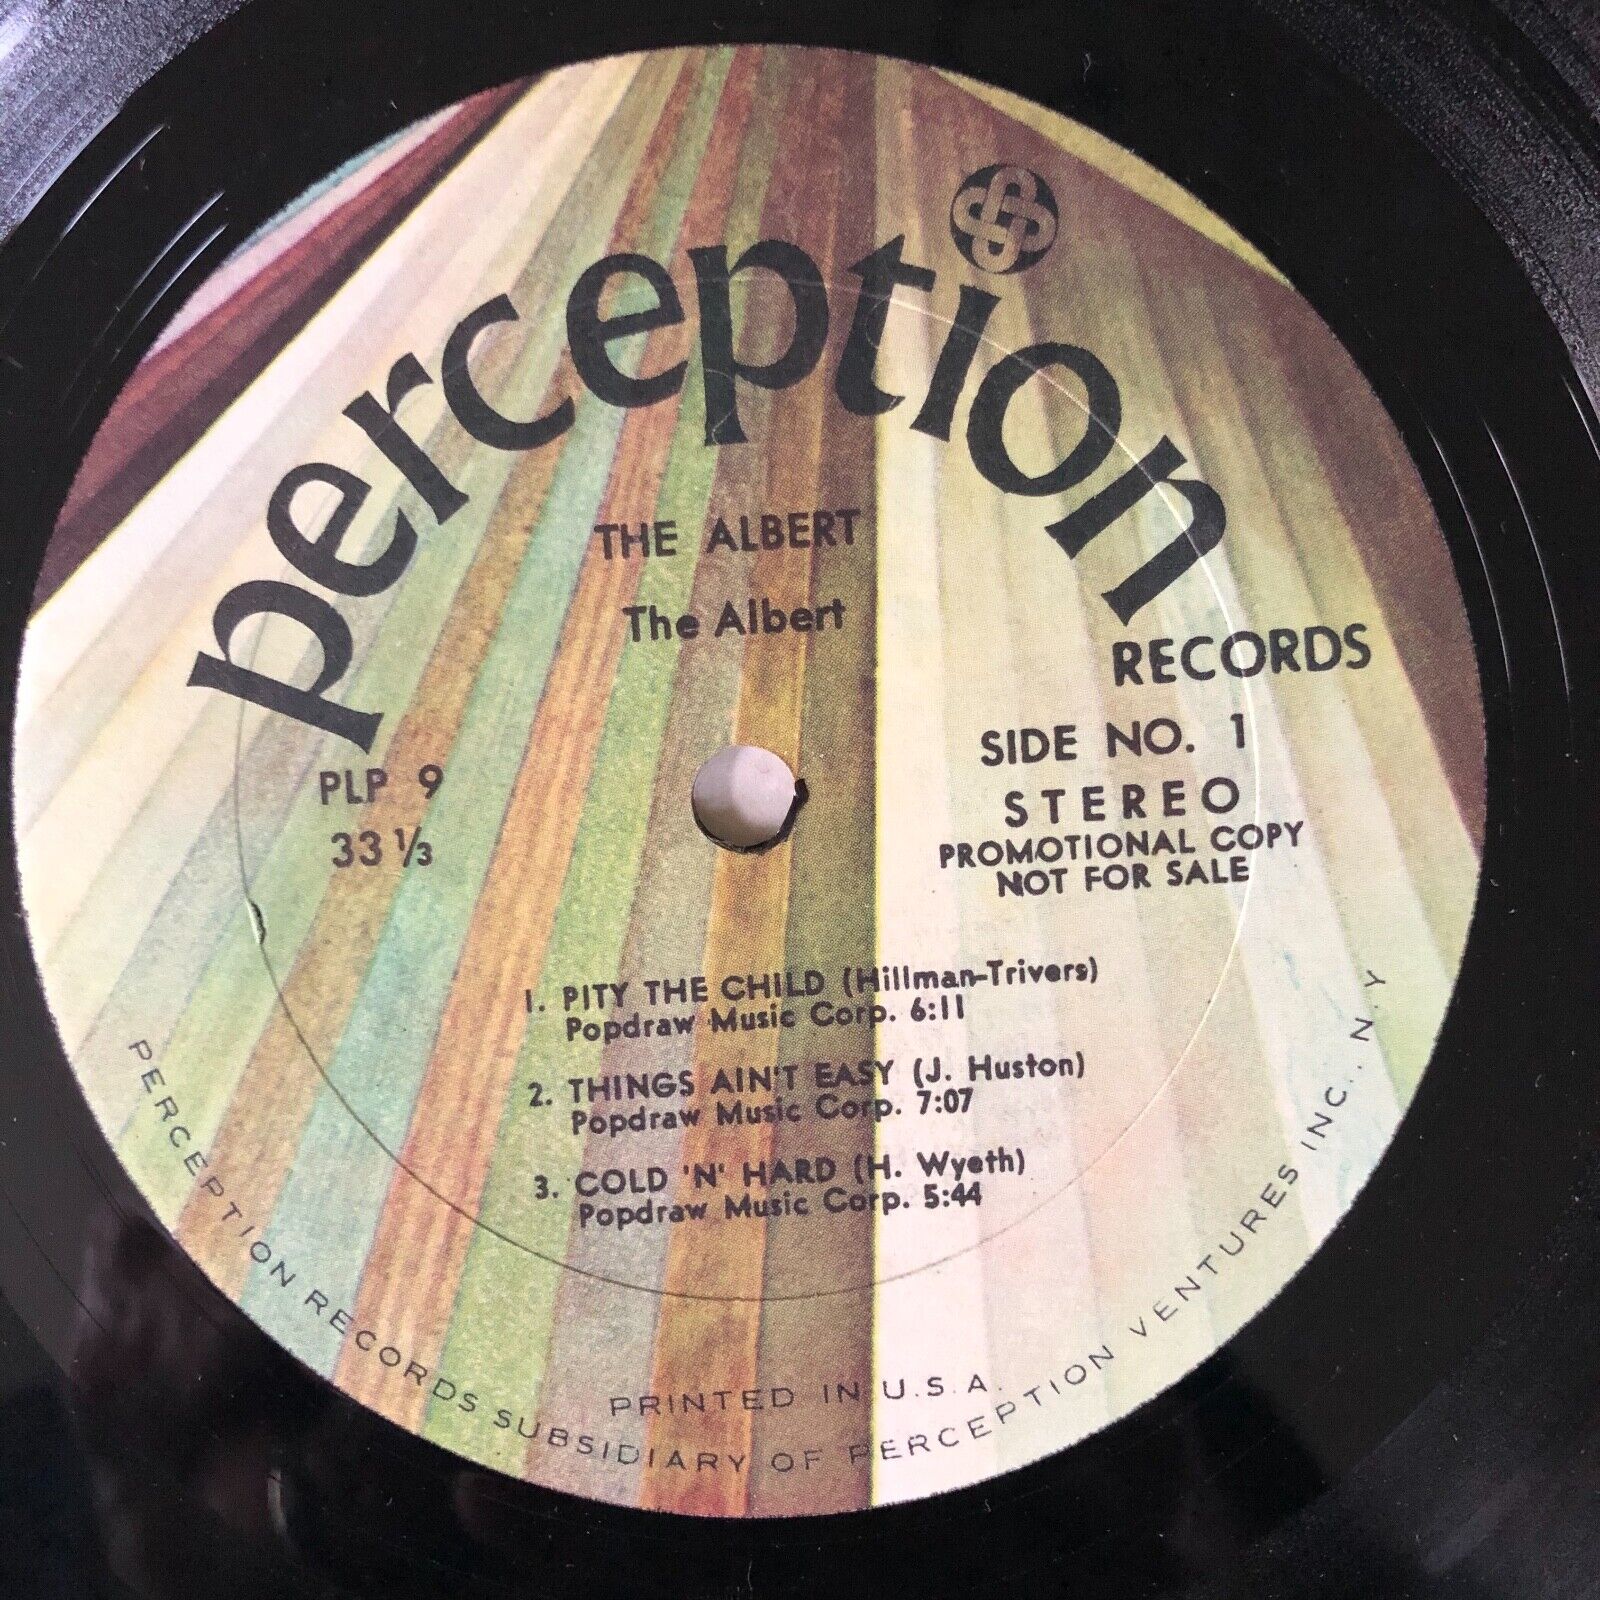 perception
RECORDS
THE ALBERT
The Albert
SIDE NO. 1
STEREO
PROMOTIONAL COPY
NOT FOR SALE
PLP 9
33 1/3
1. PITY THE CHILD (Hillman-Trivers)
Popdraw Music Corp. 6:11
2. THINGS AIN'T EASY (J. Huston)
Popdraw Music Corp. 7:07
3. COLD 'N' HARD (H. Wyeth)
Popdraw Music Corp. 5:44
PRINTED IN U.S.A.
PERCEPTION RECORDS SUBSIDIARY OF PERCEPTION VENTURES INC., N.Y